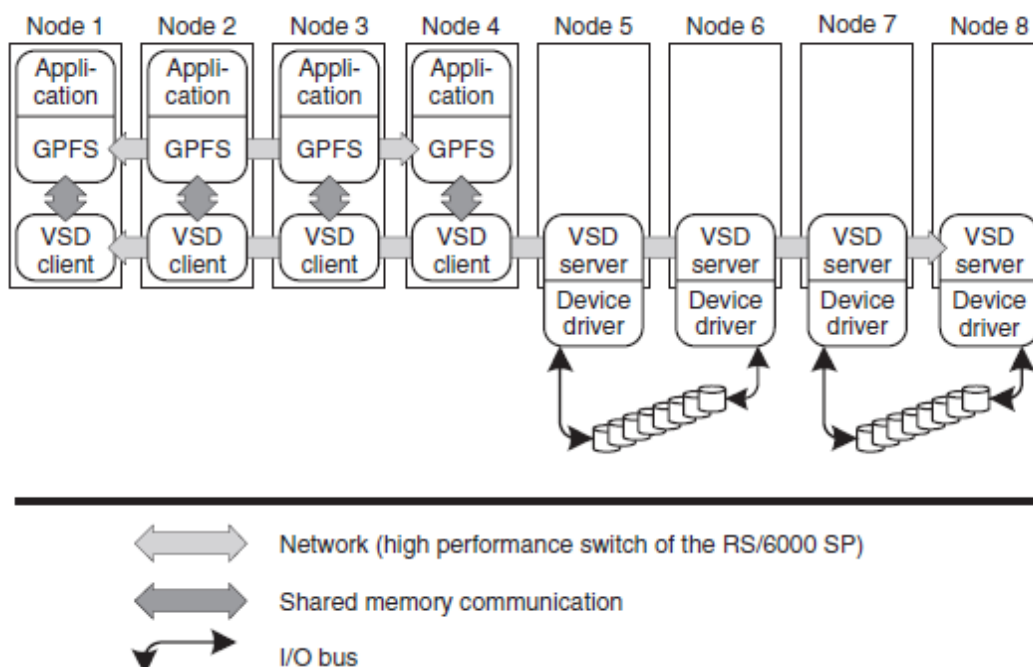 Node 1 Node 2 Node 3 Node 4 Node 5 Node 6 Node 7 Node 8
Appli- Appli- Appli- Appli-
cation cation cation cation
GPFS GPFS GPFS GPFS
VSD VSD VSD VSD VSD VSD VSD VSD
client client client client server server server server
Device Device Device Device
driver driver driver driver
Network (high performance switch of the RS/6000 SP)
Shared memory communication
I/O bus